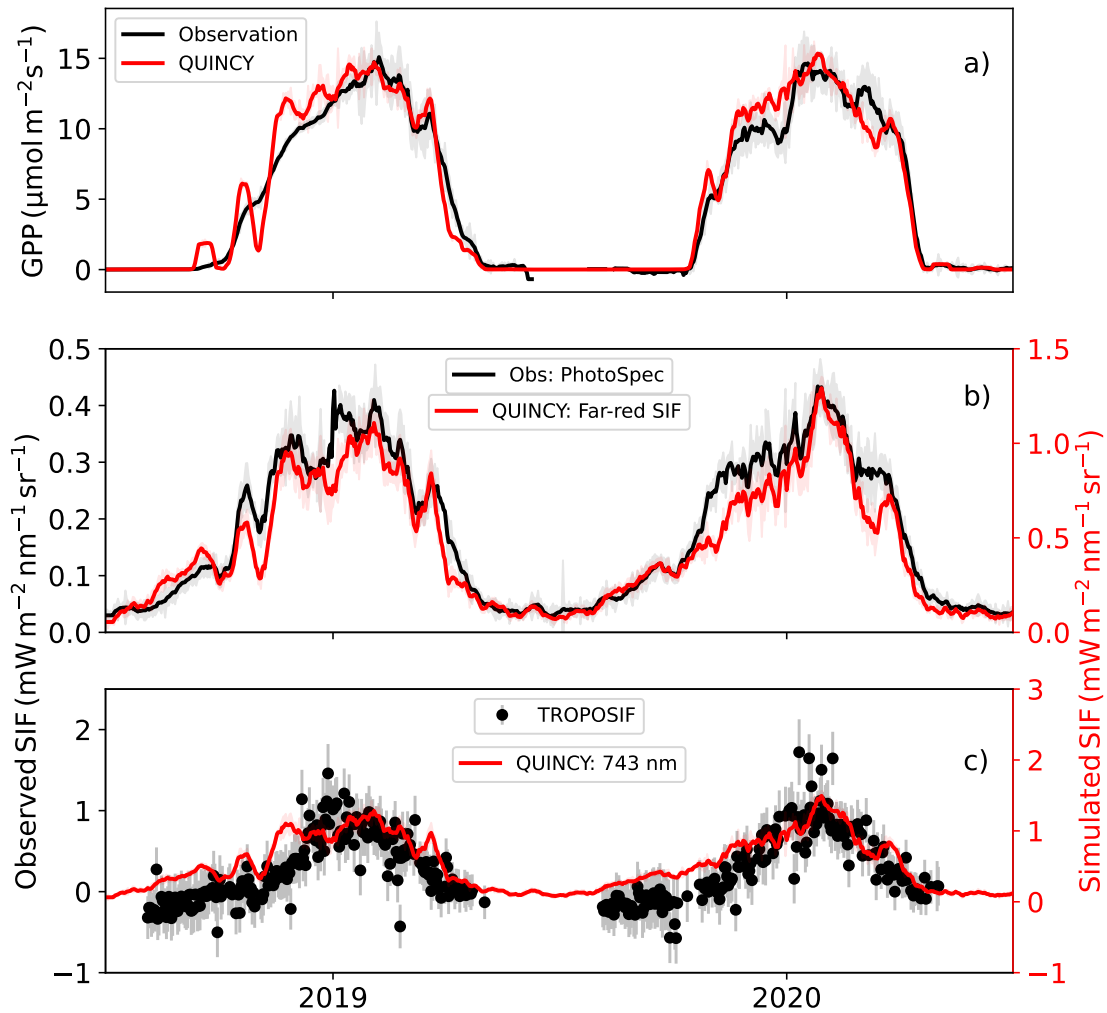 Observation
QUINCY
a)
15
10
5
0
GPP (μmol m⁻²s⁻¹)
0.5
0.4
0.3
0.2
0.1
0.0
Obs: PhotoSpec
QUINCY: Far-red SIF
b)
1.5
1.0
0.5
0.0
Observed SIF (mW m⁻² nm⁻¹ sr⁻¹)
Simulated SIF (mW m⁻² nm⁻¹ sr⁻¹)
TROPOSIF
QUINCY: 743 nm
c)
2
1
0
−1
3
2
1
0
−1
2019
2020